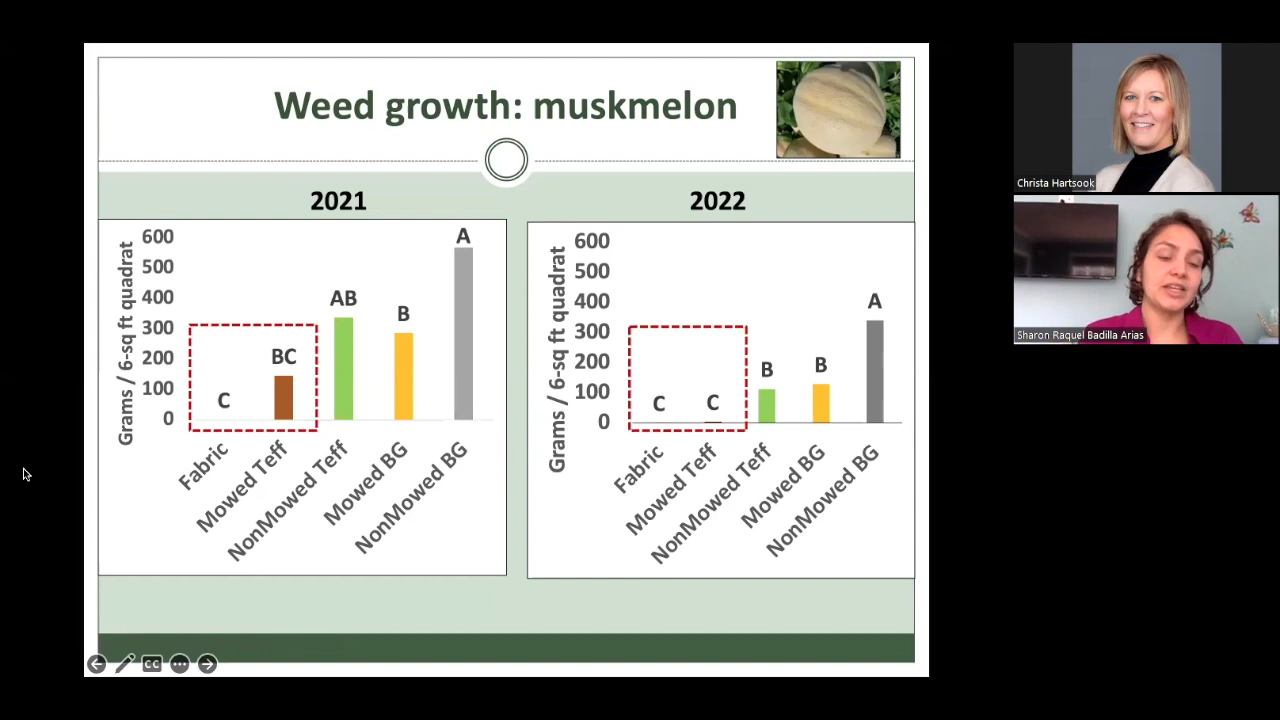 Weed growth: muskmelon
2021
Grams / 6-sq ft quadrat
600
500
400
300
200
100
0
C
BC
AB
B
A
Fabric
Mowed Teff
NonMowed Teff
Mowed BG
NonMowed BG
2022
Grams / 6-sq ft quadrat
600
500
400
300
200
100
0
C
C
B
B
A
Fabric
Mowed Teff
NonMowed Teff
Mowed BG
NonMowed BG
CC
Christa Hartsook
Sharon Raquel Badilla Arias